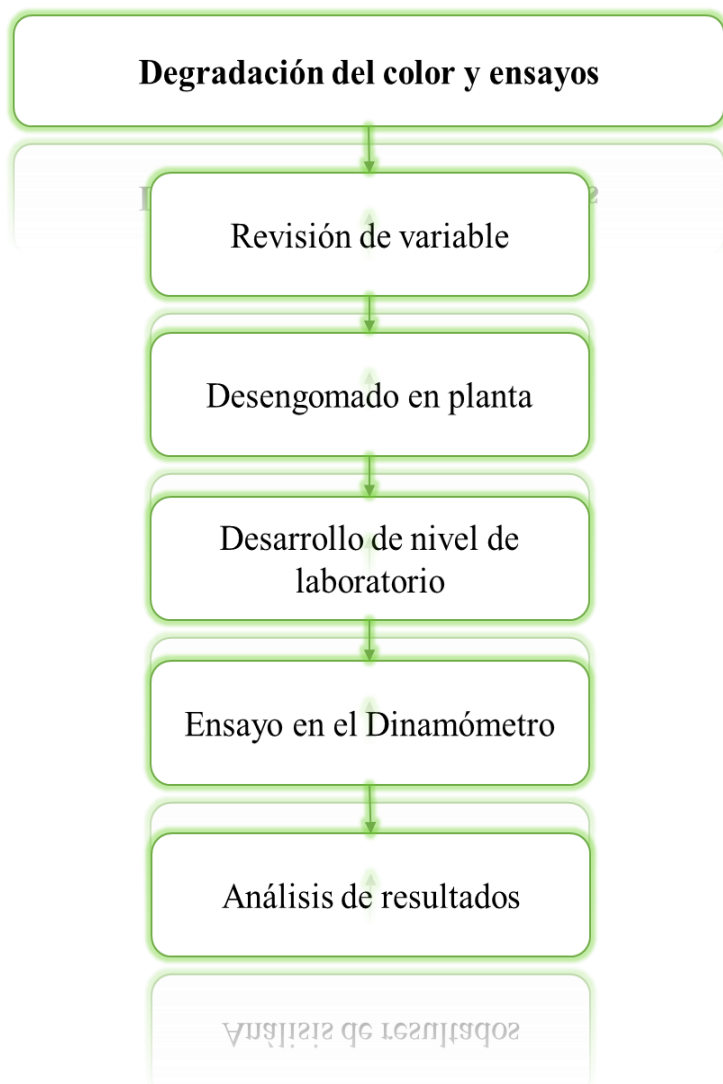 Degradación del color y ensayos
Revisión de variable
Desengomado en planta
Desarrollo de nivel de
laboratorio
Ensayo en el Dinamómetro
Análisis de resultados
Análisis de resultados